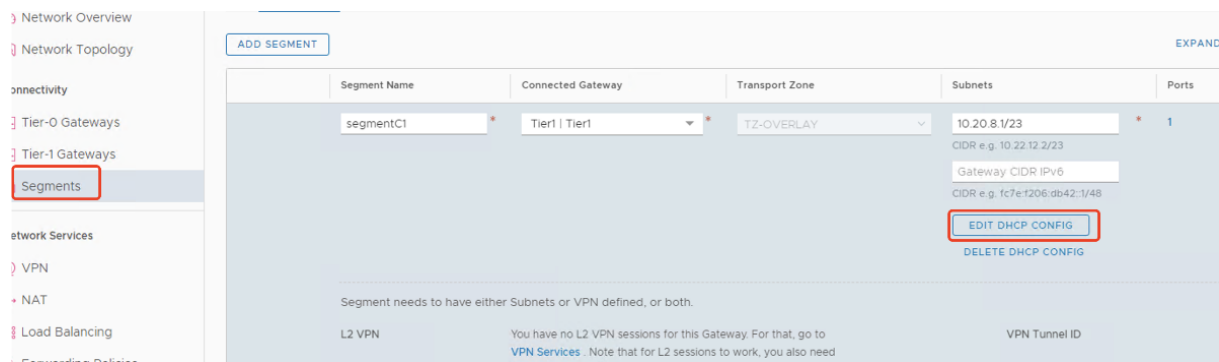 Network Overview
Network Topology
ADD SEGMENT
EXPAND
onnectivity
Segment Name Connected Gateway Transport Zone Subnets Ports
Tier-0 Gateways
segmentC1 * Tier1 | Tier1 * TZ-OVERLAY 10.20.8.1/23 * 1
CIDR e.g. 10.22.12.2/23
Tier-1 Gateways
Gateway CIDR IPv6
Segments
CIDR e.g. fc7e:f206:db42::1/48
EDIT DHCP CONFIG
etwork Services
DELETE DHCP CONFIG
VPN
NAT
Segment needs to have either Subnets or VPN defined, or both.
Load Balancing
L2 VPN You have no L2 VPN sessions for this Gateway. For that, go to VPN Tunnel ID
VPN Services . Note that for L2 sessions to work, you also need
Forwarding Policies